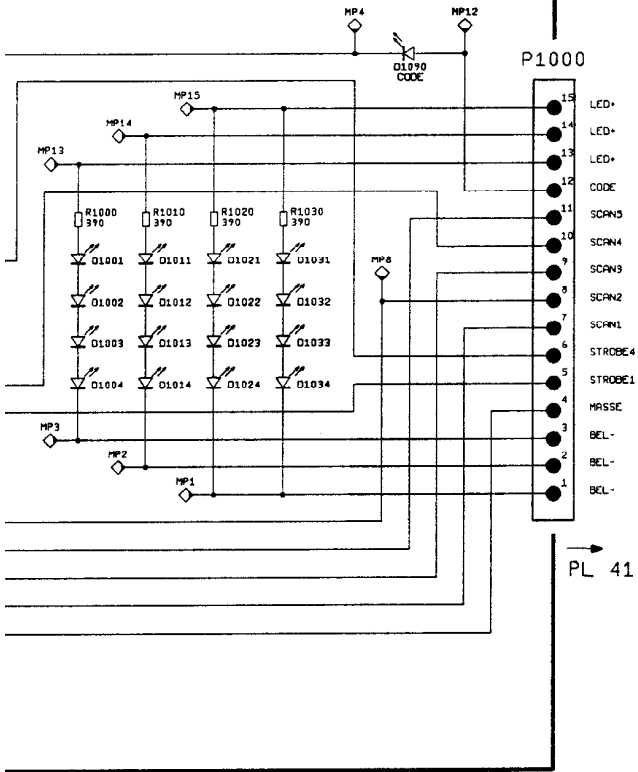 MP4
MP12
D1090
CODE
P1000
MP15
15 LED+
MP14
14 LED+
MP13
13 LED+
12 CODE
11 SCAN5
R1000
390
R1010
390
R1020
390
R1030
390
10 SCAN4
D1001
D1011
D1021
D1031
MP8
9 SCAN3
D1002
D1012
D1022
D1032
8 SCAN2
7 SCAN1
D1003
D1013
D1023
D1033
6 STROBE4
D1004
D1014
D1024
D1034
5 STROBE1
4 MASSE
MP3
3 BEL-
MP2
2 BEL-
MP1
1 BEL-
PL 41